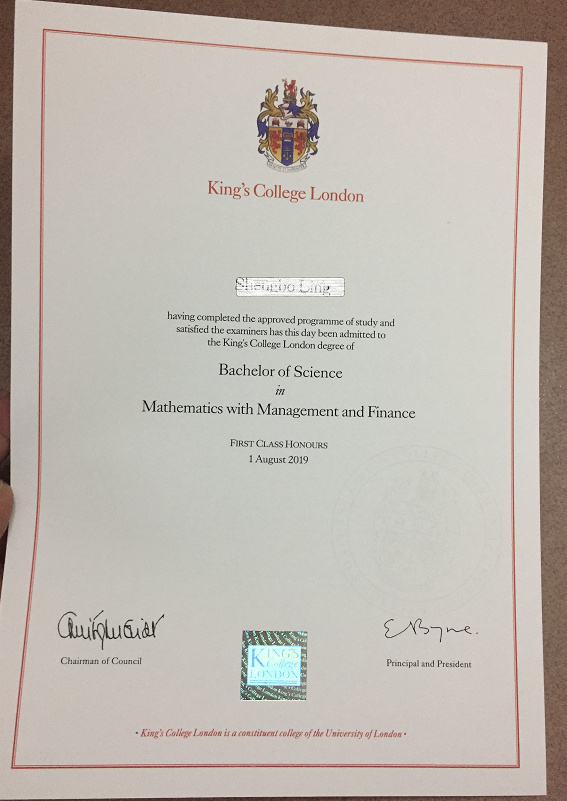 King's College London
having completed the approved programme of study and
satisfied the examiners has this day been admitted to
the King's College London degree of
Bachelor of Science
in
Mathematics with Management and Finance
FIRST CLASS HONOURS
1 August 2019
Chairman of Council
KING'S
College
LONDON
Principal and President
• King's College London is a constituent college of the University of London •